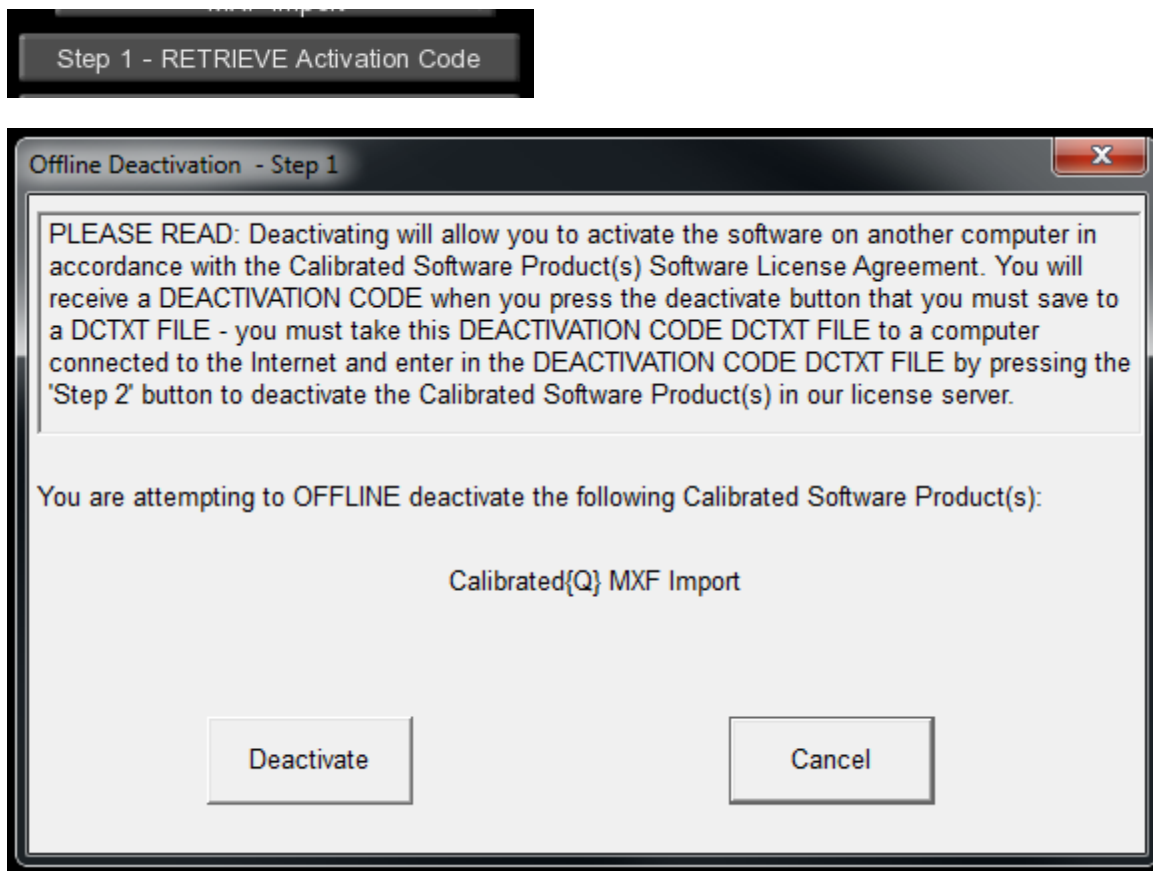 MXF Import
Step 1 - RETRIEVE Activation Code
Offline Deactivation - Step 1
PLEASE READ: Deactivating will allow you to activate the software on another computer in
accordance with the Calibrated Software Product(s) Software License Agreement. You will
receive a DEACTIVATION CODE when you press the deactivate button that you must save to
a DCTXT FILE - you must take this DEACTIVATION CODE DCTXT FILE to a computer
connected to the Internet and enter in the DEACTIVATION CODE DCTXT FILE by pressing the
'Step 2' button to deactivate the Calibrated Software Product(s) in our license server.
You are attempting to OFFLINE deactivate the following Calibrated Software Product(s):
Calibrated{Q} MXF Import
Deactivate
Cancel